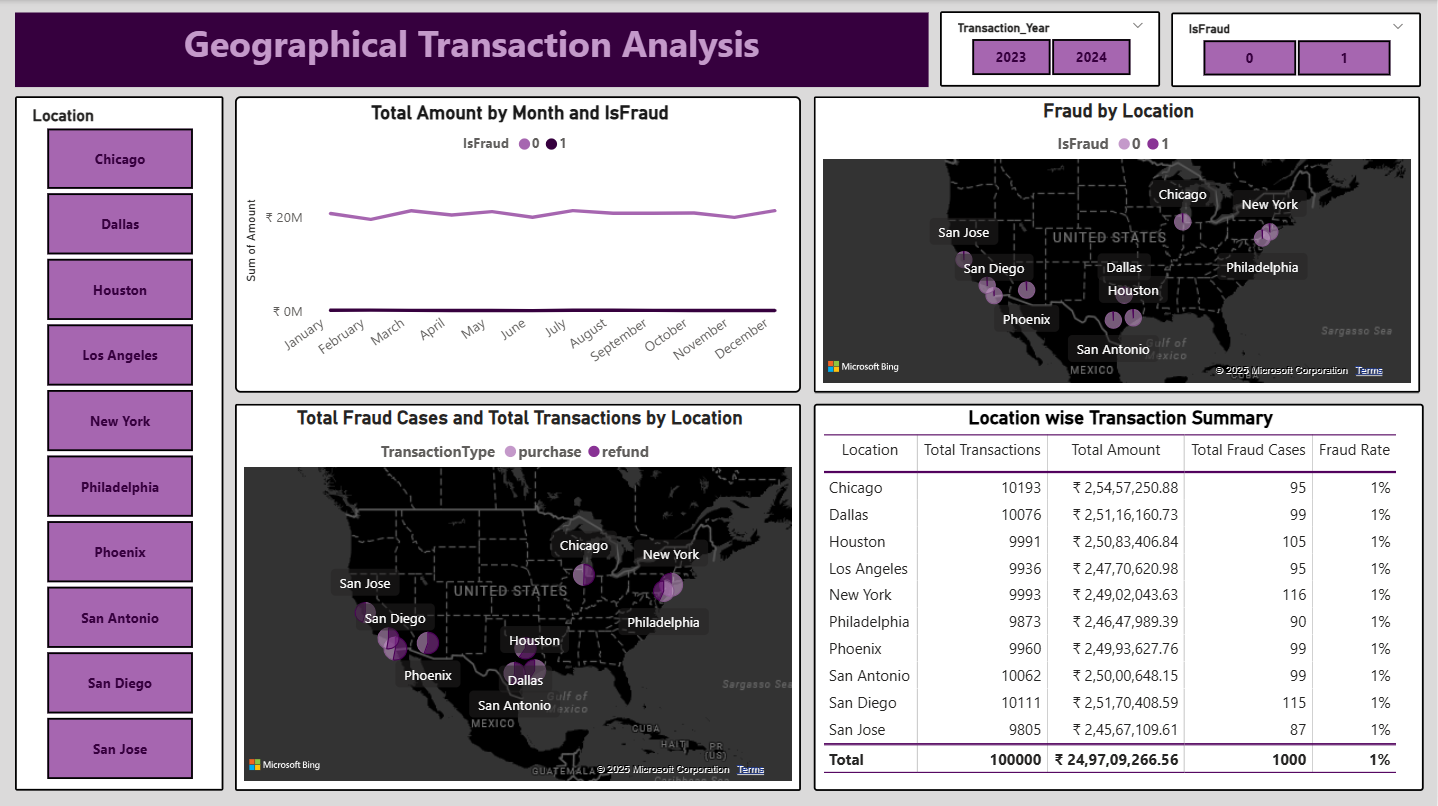 Geographical Transaction Analysis
Transaction_Year
2023
2024
IsFraud
0
1
Location
Chicago
Dallas
Houston
Los Angeles
New York
Philadelphia
Phoenix
San Antonio
San Diego
San Jose
Total Amount by Month and IsFraud
IsFraud 0 1
Sum of Amount
₹ 20M
₹ 0M
January
February
March
April
May
June
July
August
September
October
November
December
Fraud by Location
IsFraud 0 1
Chicago
New York
San Jose
UNITED STATES
San Diego
Dallas
Philadelphia
Houston
Phoenix
Sargasso Sea
San Antonio
Gulf of
Mexico
MEXICO
CUBA
Microsoft Bing
© 2025 Microsoft Corporation Terms
Total Fraud Cases and Total Transactions by Location
TransactionType purchase refund
Chicago
New York
San Jose
UNITED STATES
San Diego
Philadelphia
Houston
Phoenix
Dallas
Sargasso Sea
Gulf of
Mexico
San Antonio
MEXICO
CUBA
HAITI
PR
(US)
GUATEMALA
Caribbean Sea
Microsoft Bing
© 2025 Microsoft Corporation Terms
Location wise Transaction Summary
Location Total Transactions Total Amount Total Fraud Cases Fraud Rate
Chicago 10193 ₹ 2,54,57,250.88 95 1%
Dallas 10076 ₹ 2,51,16,160.73 99 1%
Houston 9991 ₹ 2,50,83,406.84 105 1%
Los Angeles 9936 ₹ 2,47,70,620.98 95 1%
New York 9993 ₹ 2,49,02,043.63 116 1%
Philadelphia 9873 ₹ 2,46,47,989.39 90 1%
Phoenix 9960 ₹ 2,49,93,627.76 99 1%
San Antonio 10062 ₹ 2,50,00,648.15 99 1%
San Diego 10111 ₹ 2,51,70,408.59 115 1%
San Jose 9805 ₹ 2,45,67,109.61 87 1%
Total 100000 ₹ 24,97,09,266.56 1000 1%